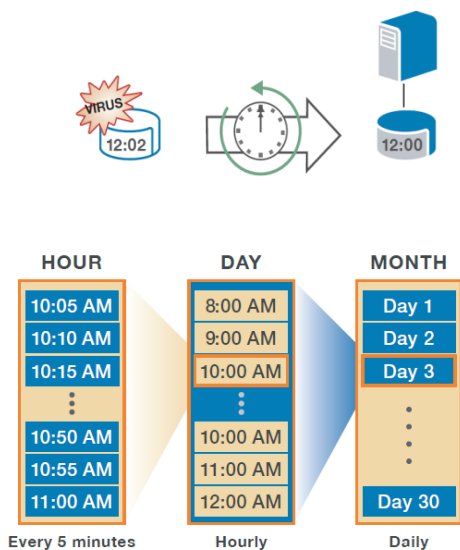 VIRUS
12:02
12:00
HOUR
DAY
MONTH
10:05 AM
8:00 AM
Day 1
10:10 AM
9:00 AM
Day 2
10:15 AM
10:00 AM
Day 3
10:50 AM
10:00 AM
10:55 AM
11:00 AM
11:00 AM
12:00 AM
Day 30
Every 5 minutes
Hourly
Daily